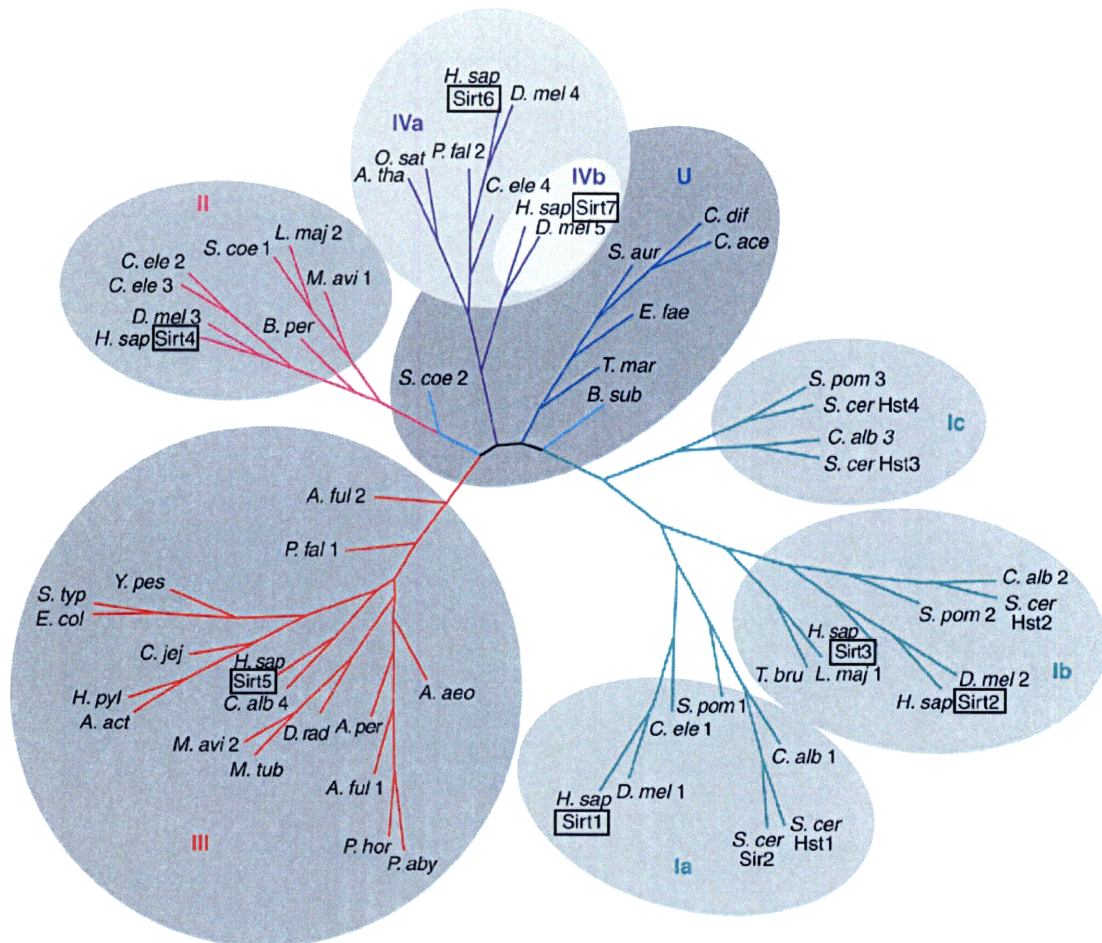 H. sap
Sirt6
D. mel 4
IVa
O. sat
P. fal 2
A. tha
C. ele 4
IVb
H. sap Sirt7
D. mel 5
U
C. dif
C. ace
S. aur
E. fae
T. mar
B. sub
S. coe 2
II
L. maj 2
S. coe 1
C. ele 2
M. avi 1
C. ele 3
D. mel 3
B. per
H. sap Sirt4
S. pom 3
S. cer Hst4
Ic
C. alb 3
S. cer Hst3
A. ful 2
P. fal 1
Y. pes
S. typ
E. col
C. jej
H. sap
Sirt5
C. alb 4
H. pyl
A. act
A. aeo
D. rad
A. per
M. avi 2
M. tub
A. ful 1
P. hor
P. aby
III
C. alb 2
S. pom 2
S. cer
Hst2
H. sap
Sirt3
T. bru
L. maj 1
Ib
D. mel 2
H. sap Sirt2
S. pom 1
C. ele 1
C. alb 1
D. mel 1
H. sap
Sirt1
S. cer
Hst1
S. cer
Sir2
Ia